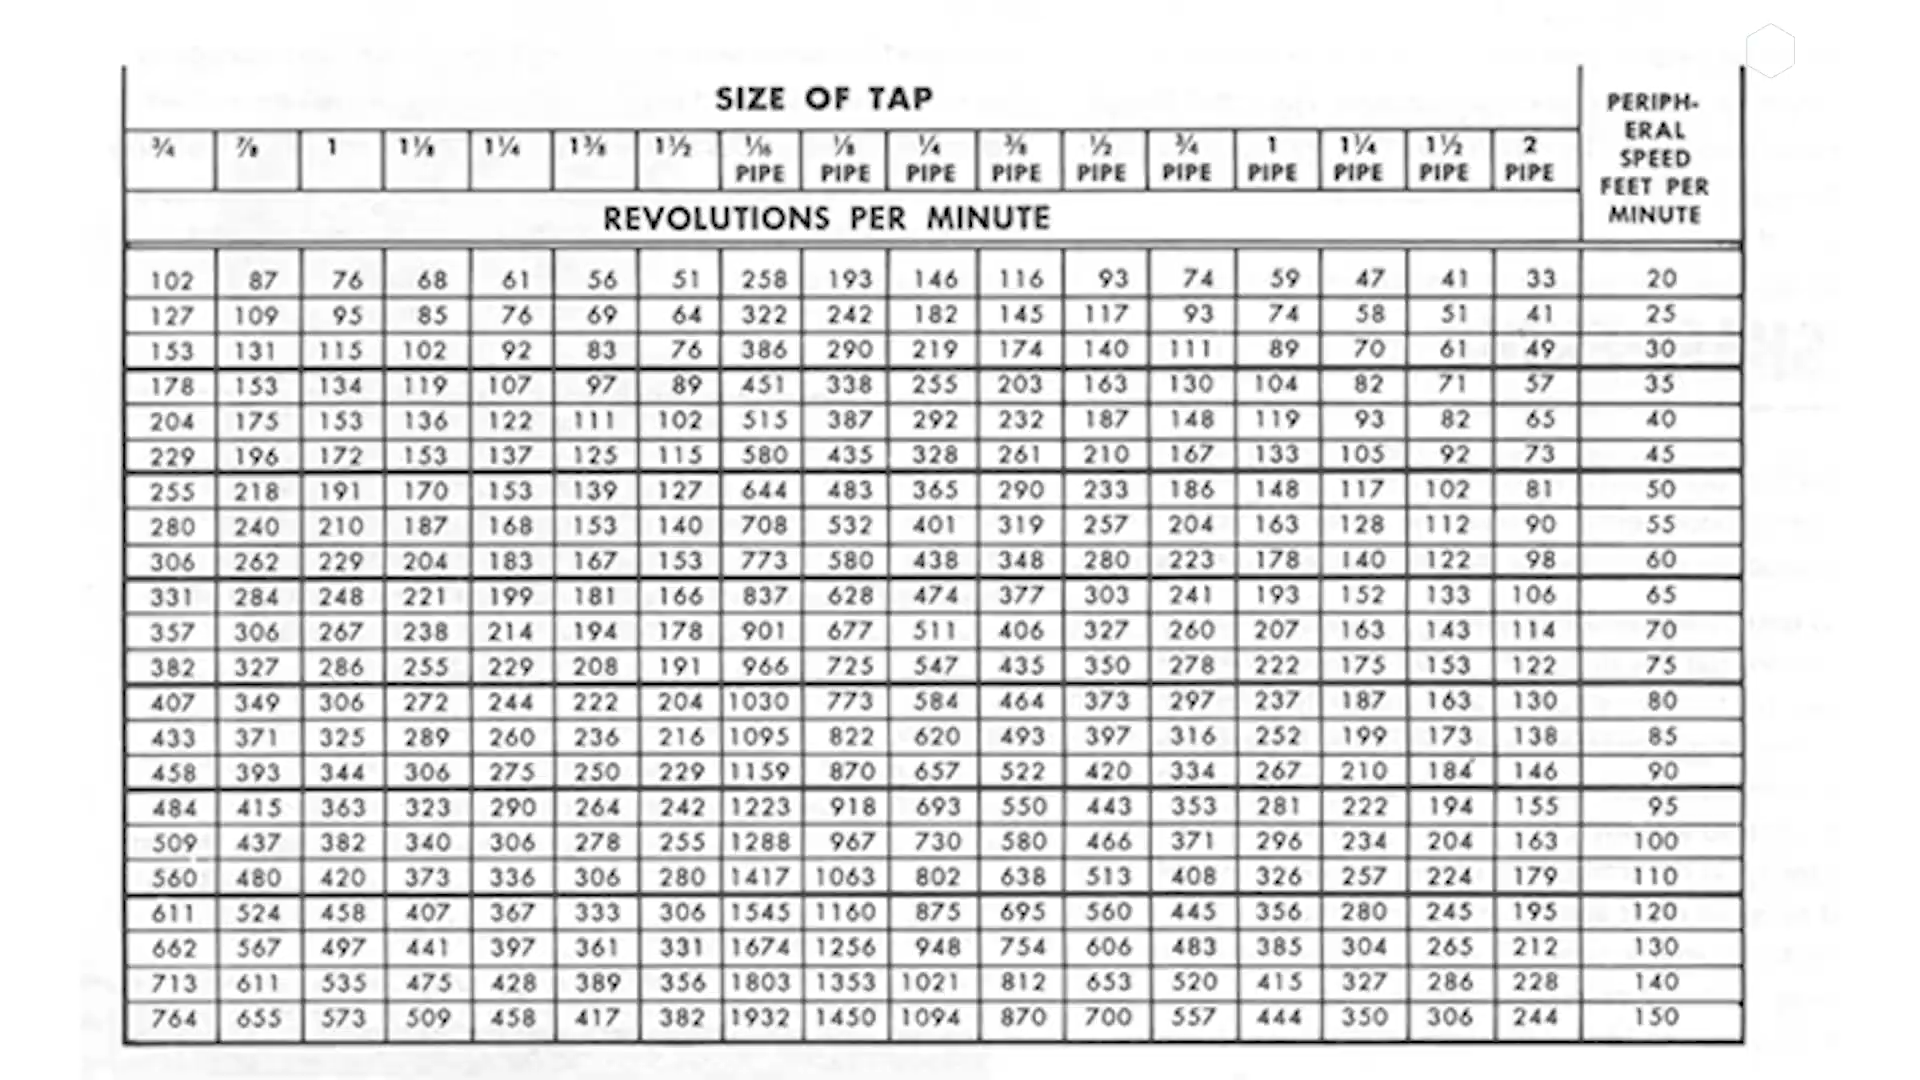 SIZE OF TAP
PERIPH-
ERAL
SPEED
FEET PER
MINUTE
¾ ⅞ 1 1⅛ 1¼ 1⅜ 1½ 1/16 PIPE ⅛ PIPE ¼ PIPE ⅜ PIPE ½ PIPE ¾ PIPE 1 PIPE 1¼ PIPE 1½ PIPE 2 PIPE
REVOLUTIONS PER MINUTE
102 87 76 68 61 56 51 258 193 146 116 93 74 59 47 41 33 20
127 109 95 85 76 69 64 322 242 182 145 117 93 74 58 51 41 25
153 131 115 102 92 83 76 386 290 219 174 140 111 89 70 61 49 30
178 153 134 119 107 97 89 451 338 255 203 163 130 104 82 71 57 35
204 175 153 136 122 111 102 515 387 292 232 187 148 119 93 82 65 40
229 196 172 153 137 125 115 580 435 328 261 210 167 133 105 92 73 45
255 218 191 170 153 139 127 644 483 365 290 233 186 148 117 102 81 50
280 240 210 187 168 153 140 708 532 401 319 257 204 163 128 112 90 55
306 262 229 204 183 167 153 773 580 438 348 280 223 178 140 122 98 60
331 284 248 221 199 181 166 837 628 474 377 303 241 193 152 133 106 65
357 306 267 238 214 194 178 901 677 511 406 327 260 207 163 143 114 70
382 327 286 255 229 208 191 966 725 547 435 350 278 222 175 153 122 75
407 349 306 272 244 222 204 1030 773 584 464 373 297 237 187 163 130 80
433 371 325 289 260 236 216 1095 822 620 493 397 316 252 199 173 138 85
458 393 344 306 275 250 229 1159 870 657 522 420 334 267 210 184 146 90
484 415 363 323 290 264 242 1223 918 693 550 443 353 281 222 194 155 95
509 437 382 340 306 278 255 1288 967 730 580 466 371 296 234 204 163 100
560 480 420 373 336 306 280 1417 1063 802 638 513 408 326 257 224 179 110
611 524 458 407 367 333 306 1545 1160 875 695 560 445 356 280 245 195 120
662 567 497 441 397 361 331 1674 1256 948 754 606 483 385 304 265 212 130
713 611 535 475 428 389 356 1803 1353 1021 812 653 520 415 327 286 228 140
764 655 573 509 458 417 382 1932 1450 1094 870 700 557 444 350 306 244 150